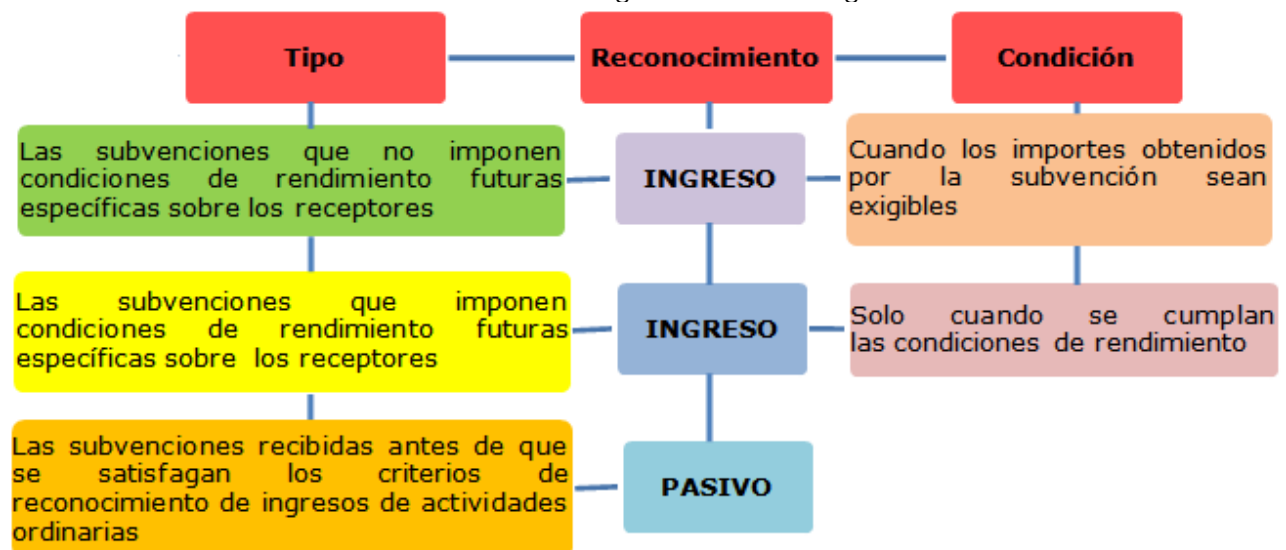 Tipo
Reconocimiento
Condición
Las subvenciones que no imponen
condiciones de rendimiento futuras
específicas sobre los receptores
INGRESO
Cuando los importes obtenidos
por la subvención sean
exigibles
Las subvenciones que imponen
condiciones de rendimiento futuras
específicas sobre los receptores
INGRESO
Solo cuando se cumplan
las condiciones de rendimiento
Las subvenciones recibidas antes de que
se satisfagan los criterios de
reconocimiento de ingresos de actividades
ordinarias
PASIVO